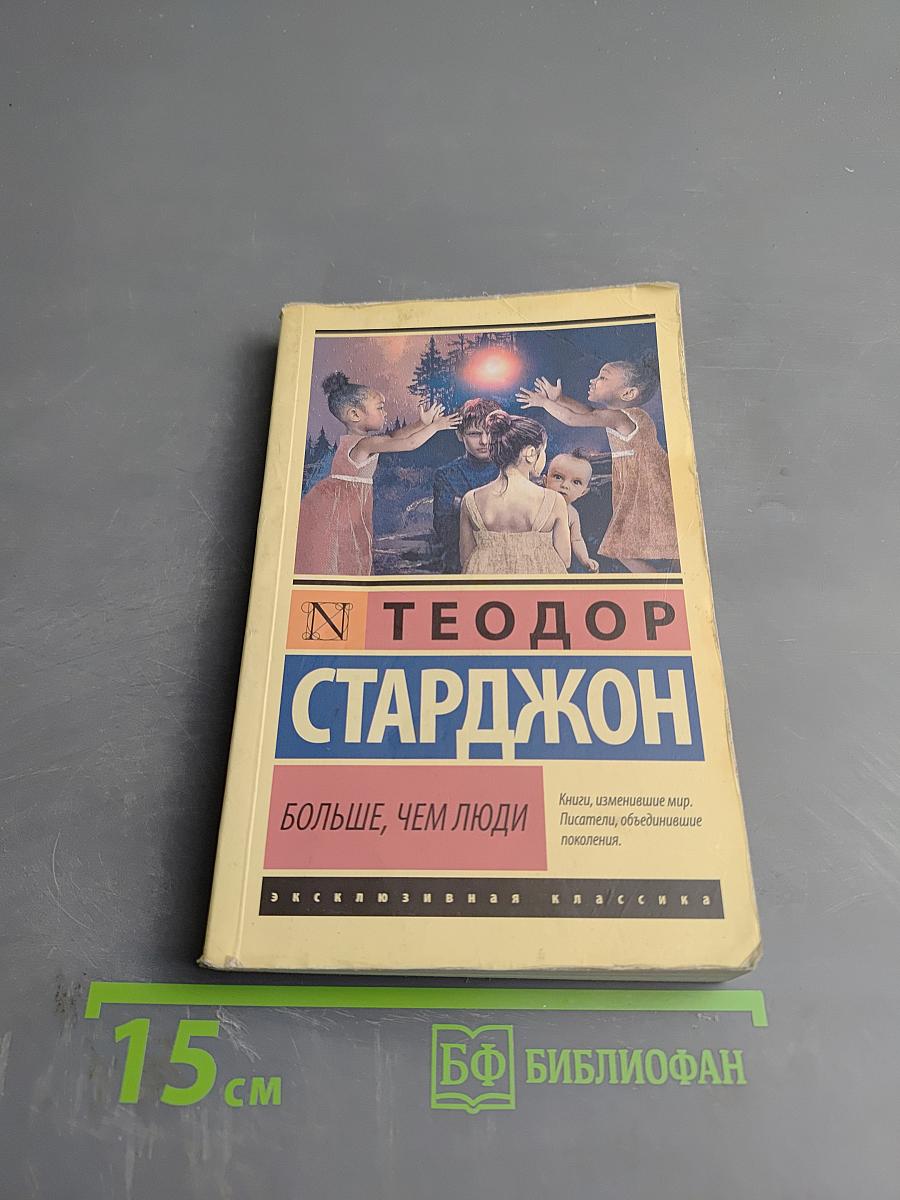 N ТЕОДОР
СТАРДЖОН
БОЛЬШЕ, ЧЕМ ЛЮДИ
Книги, изменившие мир.
Писатели, объединившие
поколения.
эксклюзивная классика
15 см
БФ БИБЛИОФАН